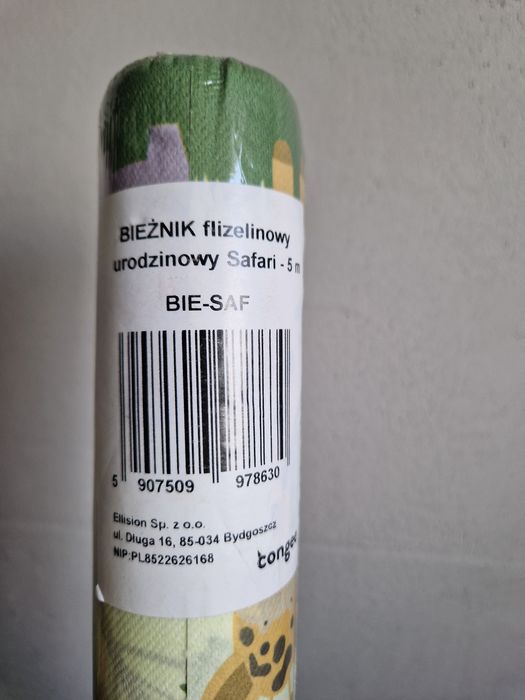 BIEŻNIK flizelinowy
urodzinowy Safari - 5 m
BIE-SAF
5 907509 978630
Ellision Sp. z o.o.
ul. Długa 16, 85-034 Bydgoszcz
NIP:PL8522626168